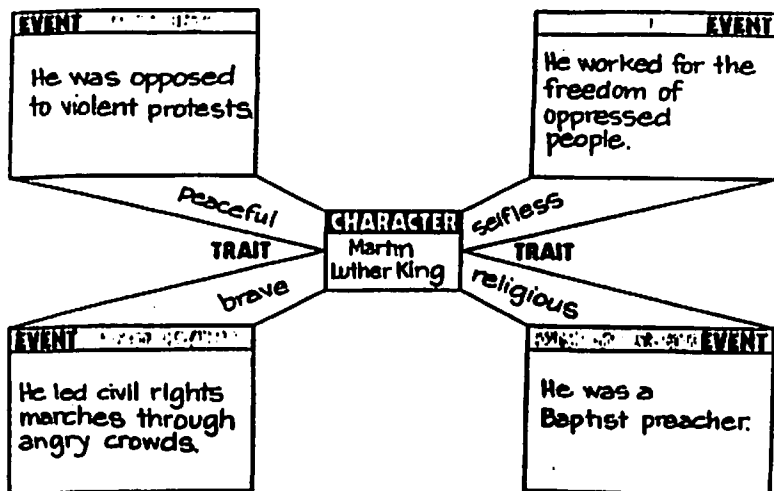 EVENT
He was opposed
to violent protests.
EVENT
He worked for the
freedom of
oppressed
people.
peaceful
selfless
CHARACTER
Martin
Luther King
TRAIT
TRAIT
brave
religious
EVENT
He led civil rights
marches through
angry crowds.
EVENT
He was a
Baptist preacher.